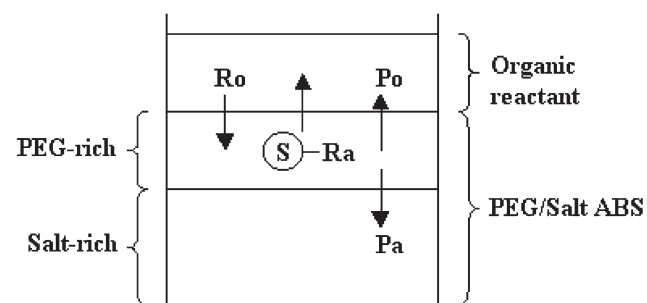 Ro
Po
Organic
reactant
PEG-rich
S
Ra
PEG/Salt ABS
Salt-rich
Pa